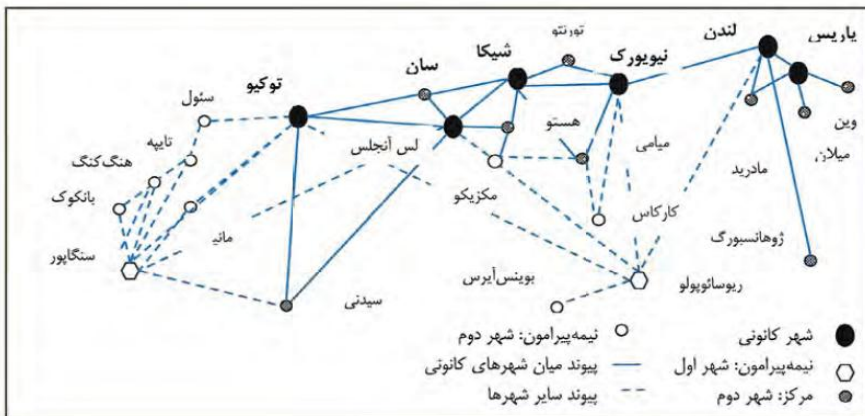 پاریس
لندن
تورنتو
نیویورک
شیکا
سان
توکیو
سئول
تایپه
هنگ‌کنگ
بانکوک
لس آنجلس
هستو
میامی
وین
میلان
مادرید
مکزیکو
کارکاس
مانی
سنگاپور
ژوهانسبورگ
بوینس‌آیرس
ریوسائوپولو
سیدنی
شهر کانونی
نیمه‌پیرامون: شهر دوم
نیمه‌پیرامون: شهر اول
پیوند میان شهرهای کانونی
مرکز: شهر دوم
پیوند سایر شهرها